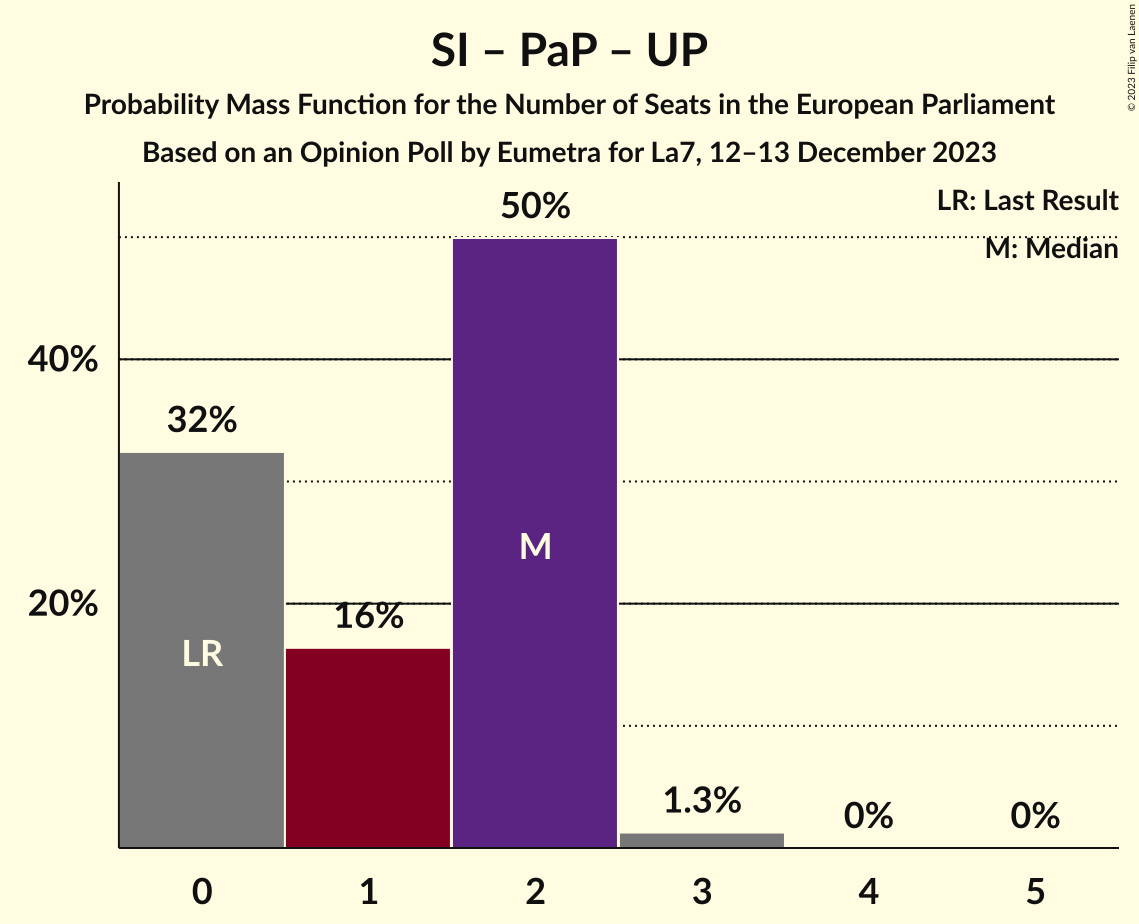 SI – PaP – UP
Probability Mass Function for the Number of Seats in the European Parliament
Based on an Opinion Poll by Eumetra for La7, 12–13 December 2023
© 2023 Filip van Laenen
LR: Last Result
M: Median
50%
40%
32%
M
20%
16%
LR
1.3%
0%
0%
0 1 2 3 4 5